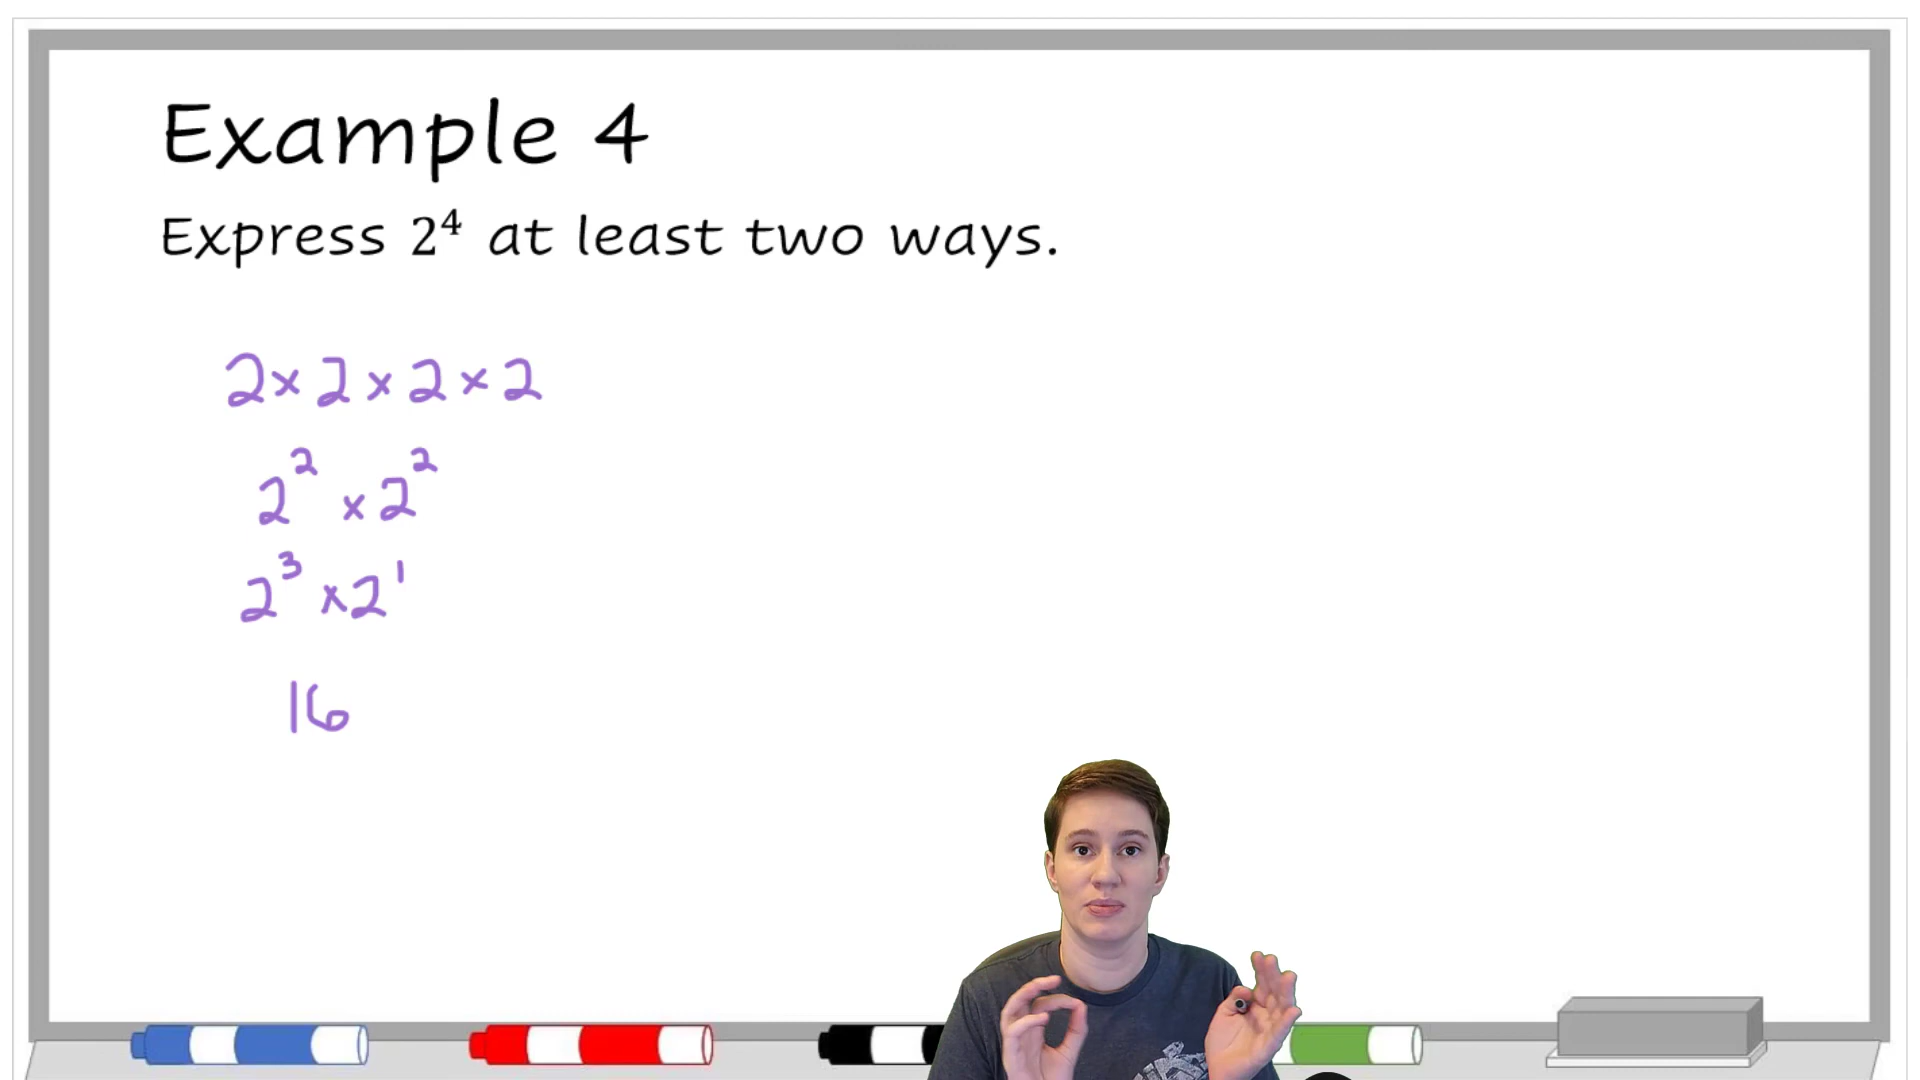 Example 4
Express 2⁴ at least two ways.
2 × 2 × 2 × 2
2² × 2²
2³ × 2¹
16